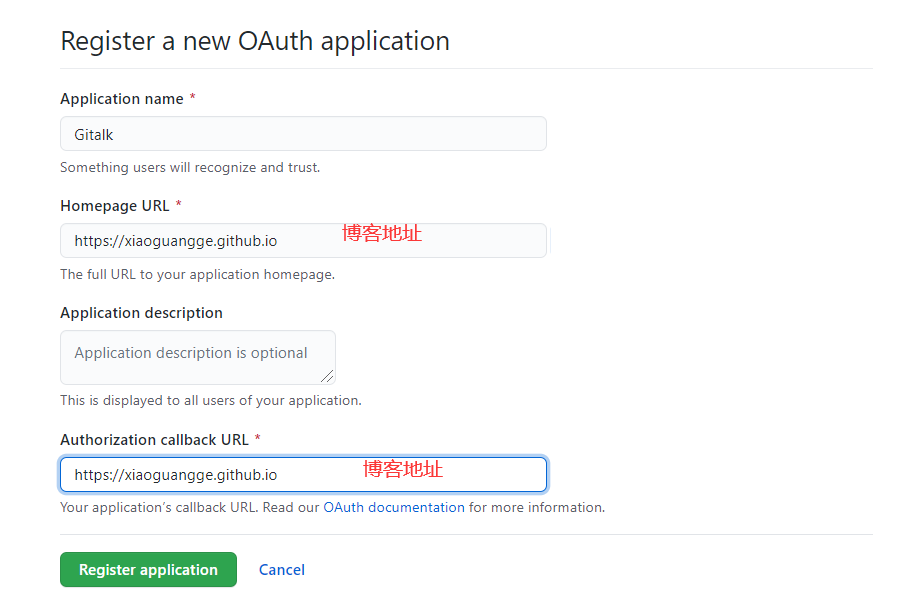 Register a new OAuth application
Application name *
Gitalk
Something users will recognize and trust.
Homepage URL *
https://xiaoguangge.github.io 博客地址
The full URL to your application homepage.
Application description
Application description is optional
This is displayed to all users of your application.
Authorization callback URL *
https://xiaoguangge.github.io 博客地址
Your application’s callback URL. Read our OAuth documentation for more information.
Register application Cancel